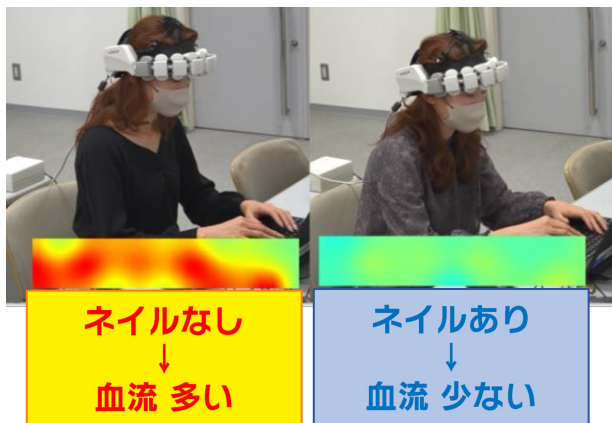 ネイルなし
↓
血流 多い
ネイルあり
↓
血流 少ない